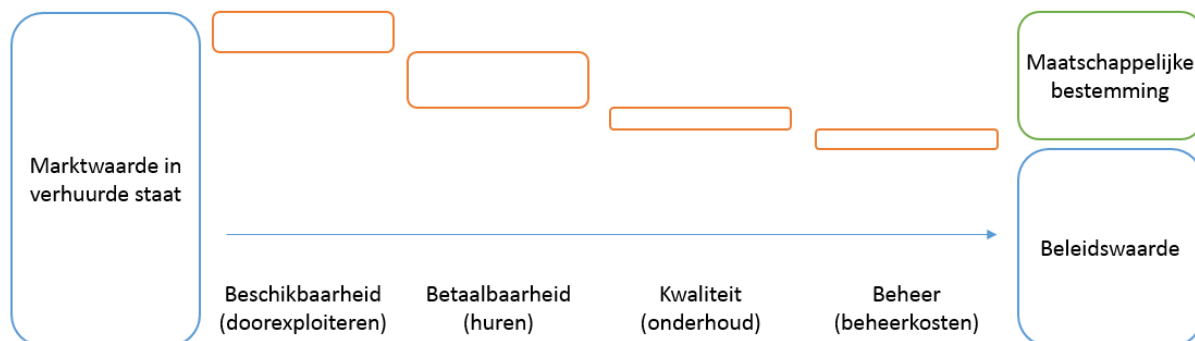 Marktwaarde in
verhuurde staat
Beschikbaarheid
(doorexploiteren)
Betaalbaarheid
(huren)
Kwaliteit
(onderhoud)
Beheer
(beheerkosten)
Maatschappelijke
bestemming
Beleidswaarde